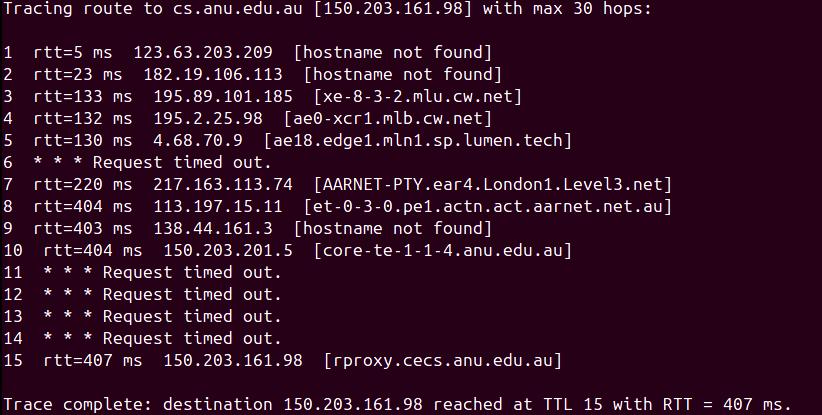 Tracing route to cs.anu.edu.au [150.203.161.98] with max 30 hops:
1  rtt=5 ms  123.63.203.209  [hostname not found]
2  rtt=23 ms  182.19.106.113  [hostname not found]
3  rtt=133 ms  195.89.101.185  [xe-8-3-2.mlu.cw.net]
4  rtt=132 ms  195.2.25.98  [ae0-xcr1.mlb.cw.net]
5  rtt=130 ms  4.68.70.9  [ae18.edge1.mln1.sp.lumen.tech]
6  * * * Request timed out.
7  rtt=220 ms  217.163.113.74  [AARNET-PTY.ear4.London1.Level3.net]
8  rtt=404 ms  113.197.15.11  [et-0-3-0.pe1.actn.act.aarnet.net.au]
9  rtt=403 ms  138.44.161.3  [hostname not found]
10  rtt=404 ms  150.203.201.5  [core-te-1-1-4.anu.edu.au]
11  * * * Request timed out.
12  * * * Request timed out.
13  * * * Request timed out.
14  * * * Request timed out.
15  rtt=407 ms  150.203.161.98  [rproxy.cecs.anu.edu.au]
Trace complete: destination 150.203.161.98 reached at TTL 15 with RTT = 407 ms.